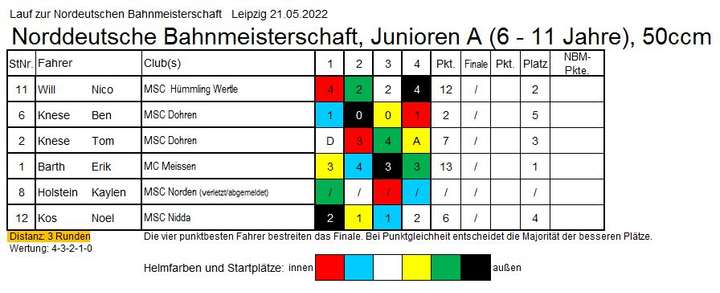 Lauf zur Nordeutschen Bahnmeisterschaft Leipzig 21.05.2022
Norddeutsche Bahnmeisterschaft, Junioren A (6 - 11 Jahre), 50ccm
StNr. Fahrer Club(s) 1 2 3 4 Pkt. Finale Pkt. Platz NBM-Pkte.
11 Will Nico MSC Hümmling Werlte 4 2 2 4 12 / 2
6 Knese Ben MSC Dohren 1 0 0 1 2 / 5
2 Knese Tom MSC Dohren D 3 4 A 7 / 3
1 Barth Erik MC Meissen 3 4 3 3 13 / 1
8 Holstein Kaylen MSC Norden (verletzt/abgemeldet) / / / / / /
12 Kos Noel MSC Nidda 2 1 1 2 6 / 4
Distanz: 3 Runden Die vier punktbesten Fahrer bestreiten das Finale. Bei Punktgleichheit entscheidet die Majorität der besseren Plätze.
Wertung: 4-3-2-1-0
Helmfarben und Startplätze: innen außen